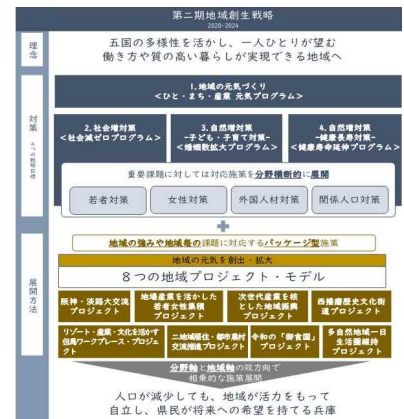 第二期地域創生戦略
2020-2024
理念
五国の多様性を活かし、一人ひとりが望む
働き方や質の高い暮らしが実現できる地域へ
対策
4つの戦略目標
1.地域の元気づくり
<ひと・まち・産業 元気プログラム>
2.社会増対策
<社会減ゼロプログラム>
3.自然増対策
-子ども・子育て対策-
<婚姻数拡大プログラム>
4.自然増対策
-健康長寿対策-
<健康寿命延伸プログラム>
重要課題に対しては対応施策を分野横断的に展開
若者対策
女性対策
外国人材対策
関係人口対策
展開方法
地域の強みや地域毎の課題に対応するパッケージ型施策
地域の元気を創出・拡大
8つの地域プロジェクト・モデル
阪神・淡路大交流
プロジェクト
地場産業を活かした
若者女性集積
プロジェクト
次世代産業を核
とした地域振興
プロジェクト
西播磨歴史文化街
道プロジェクト
リゾート・産業・文化を活かす
但馬ワークプレース・プロジェ
クト
二地域居住・都市農村
交流推進プロジェクト
令和の「御食国」
プロジェクト
多自然地域一日
生活圏維持
プロジェクト
分野軸と地域軸の双方向で
相乗的な施策展開
人口が減少しても、地域が活力をもって
自立し、県民が将来への希望を持てる兵庫